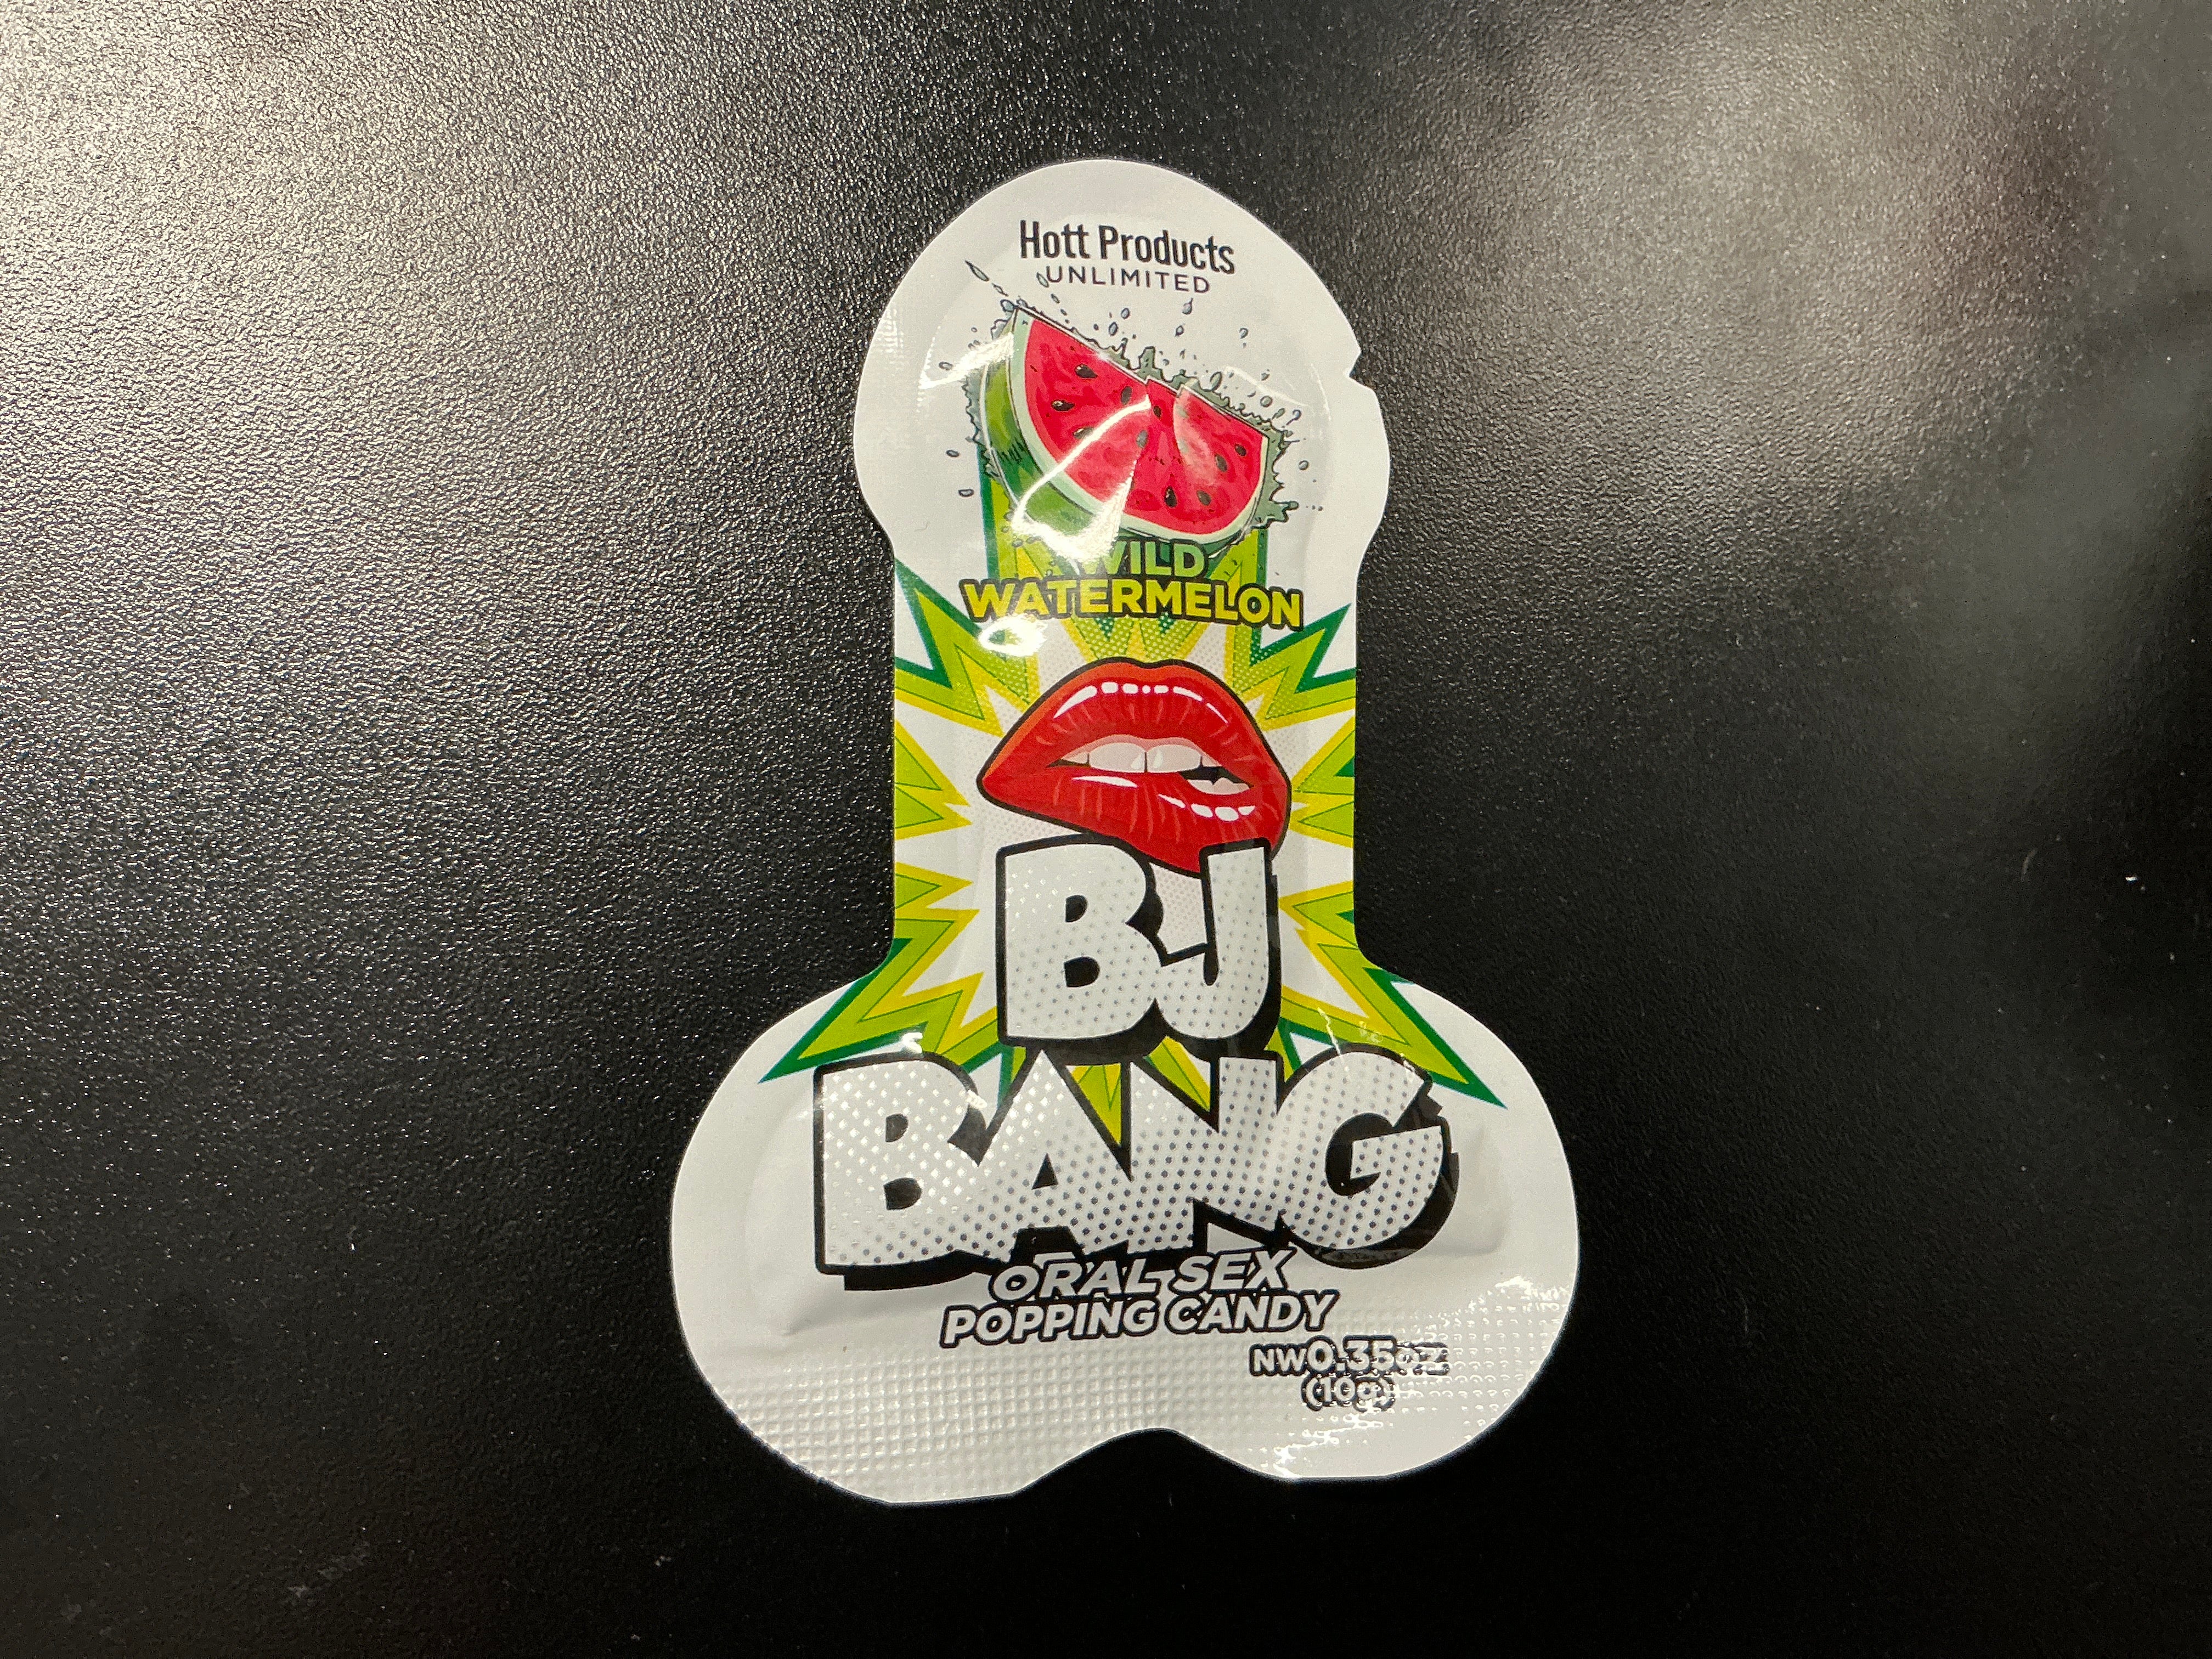 Hott Products
UNLIMITED
WILD
WATERMELON
BJ
BANG
ORAL SEX
POPPING CANDY
NW0.35oz
(10g)